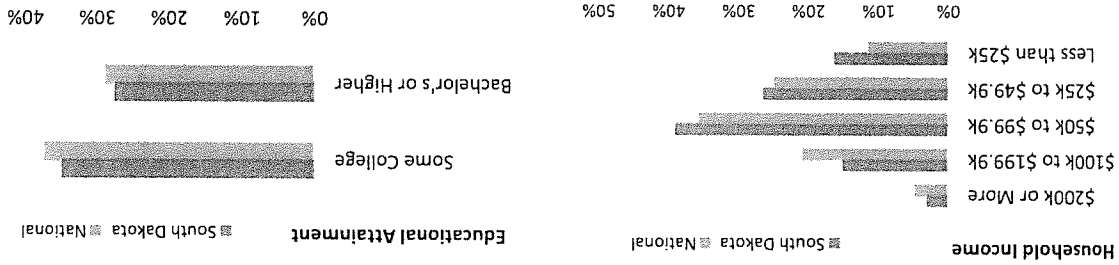 Household Income
South Dakota National
$200k or More
$100k to $199.9k
$50k to $99.9k
$25k to $49.9k
Less than $25k
0% 10% 20% 30% 40% 50%
Educational Attainment
South Dakota National
Some College
Bachelor's or Higher
0% 10% 20% 30% 40%